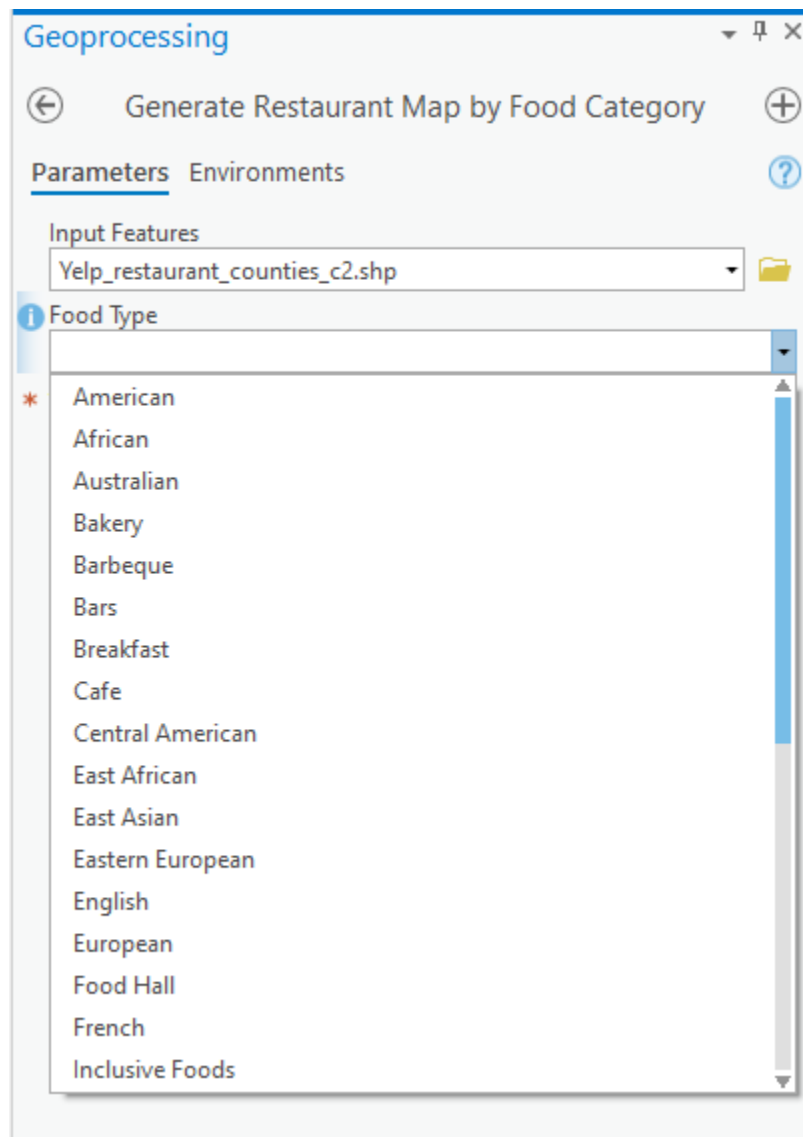 Geoprocessing
Generate Restaurant Map by Food Category
Parameters Environments
Input Features
Yelp_restaurant_counties_c2.shp
Food Type
* American
African
Australian
Bakery
Barbeque
Bars
Breakfast
Cafe
Central American
East African
East Asian
Eastern European
English
European
Food Hall
French
Inclusive Foods